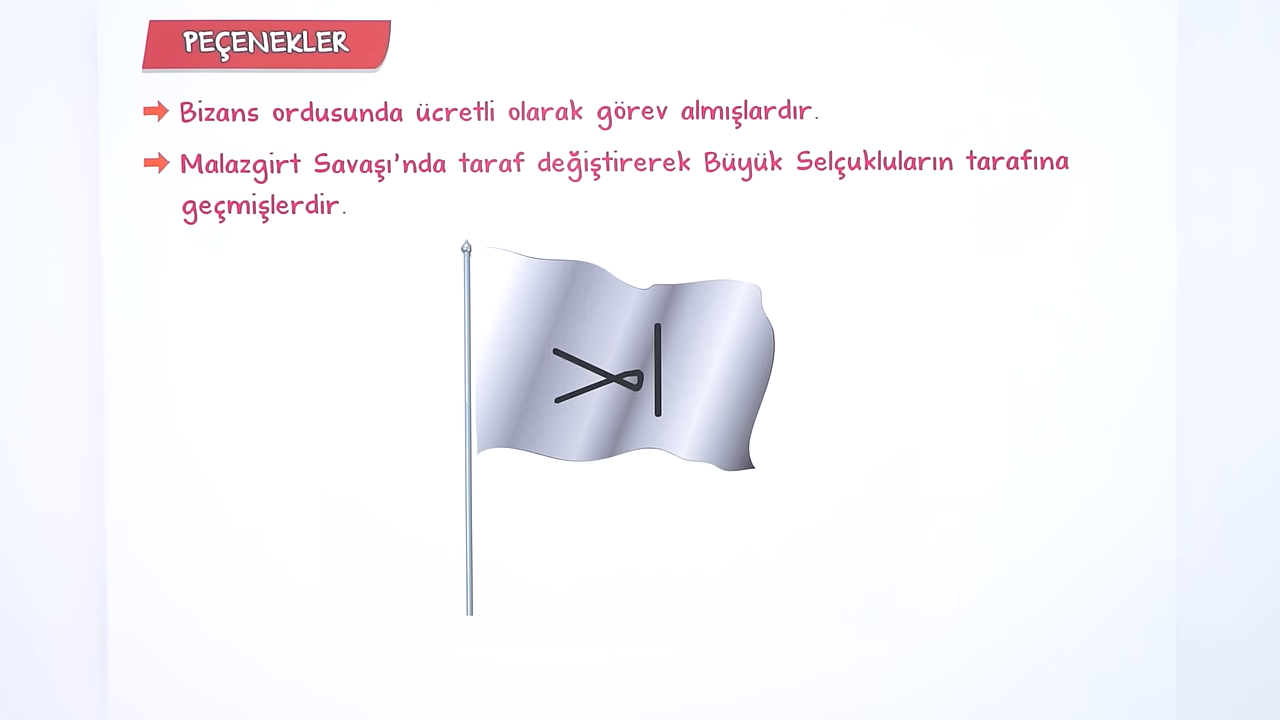 PEÇENEKLER
Bizans ordusunda ücretli olarak görev almışlardır.
Malazgirt Savaşı'nda taraf değiştirerek Büyük Selçukluların tarafına
geçmişlerdir.